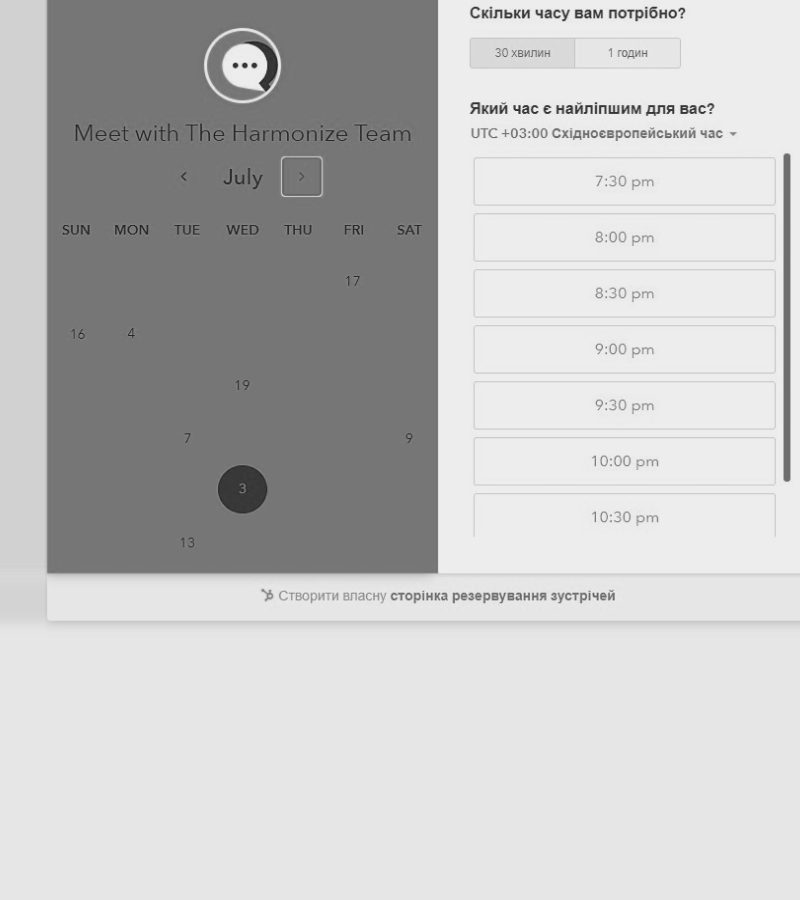 Meet with The Harmonize Team
July
SUN MON TUE WED THU FRI SAT
17
16 4
19
7 9
3
13
Скільки часу вам потрібно?
30 хвилин 1 годин
Який час є найліпшим для вас?
UTC +03:00 Східноєвропейський час
7:30 pm
8:00 pm
8:30 pm
9:00 pm
9:30 pm
10:00 pm
10:30 pm
Створити власну сторінка резервування зустрічей